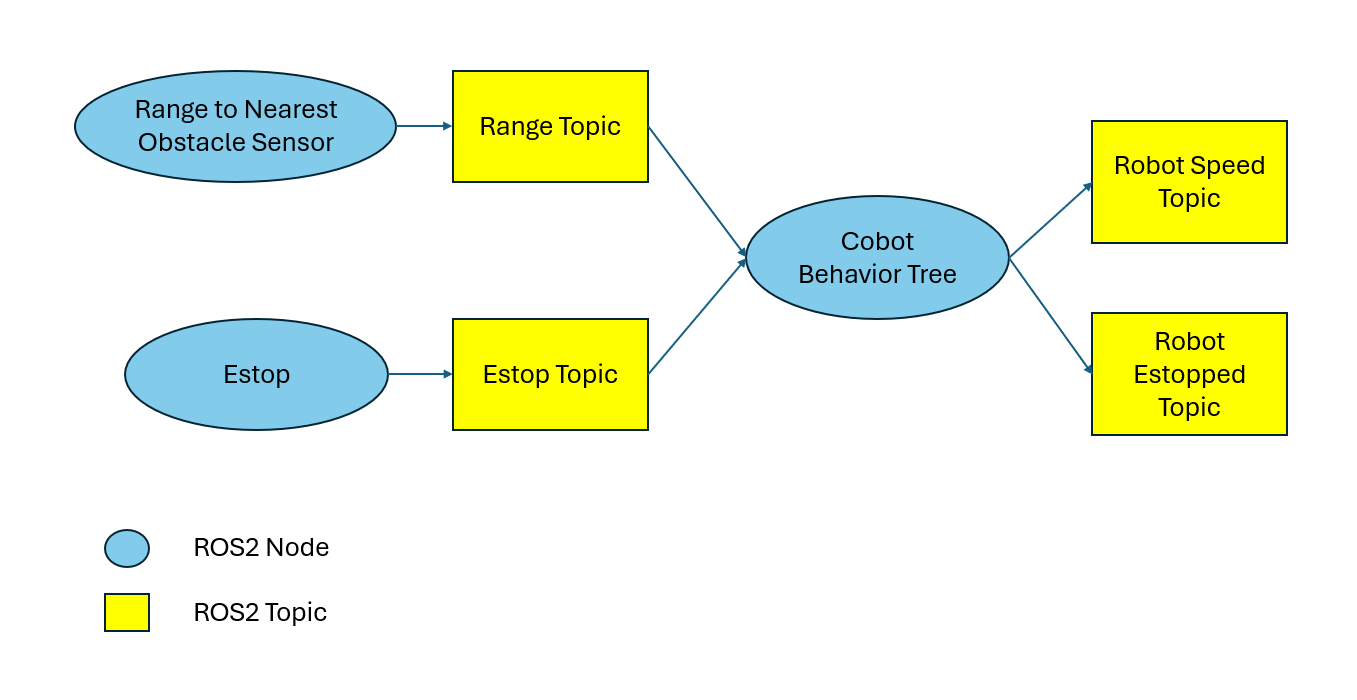 Range to Nearest
Obstacle Sensor
Range Topic
Robot Speed
Topic
Cobot
Behavior Tree
Estop
Estop Topic
Robot
Estopped
Topic
ROS2 Node
ROS2 Topic